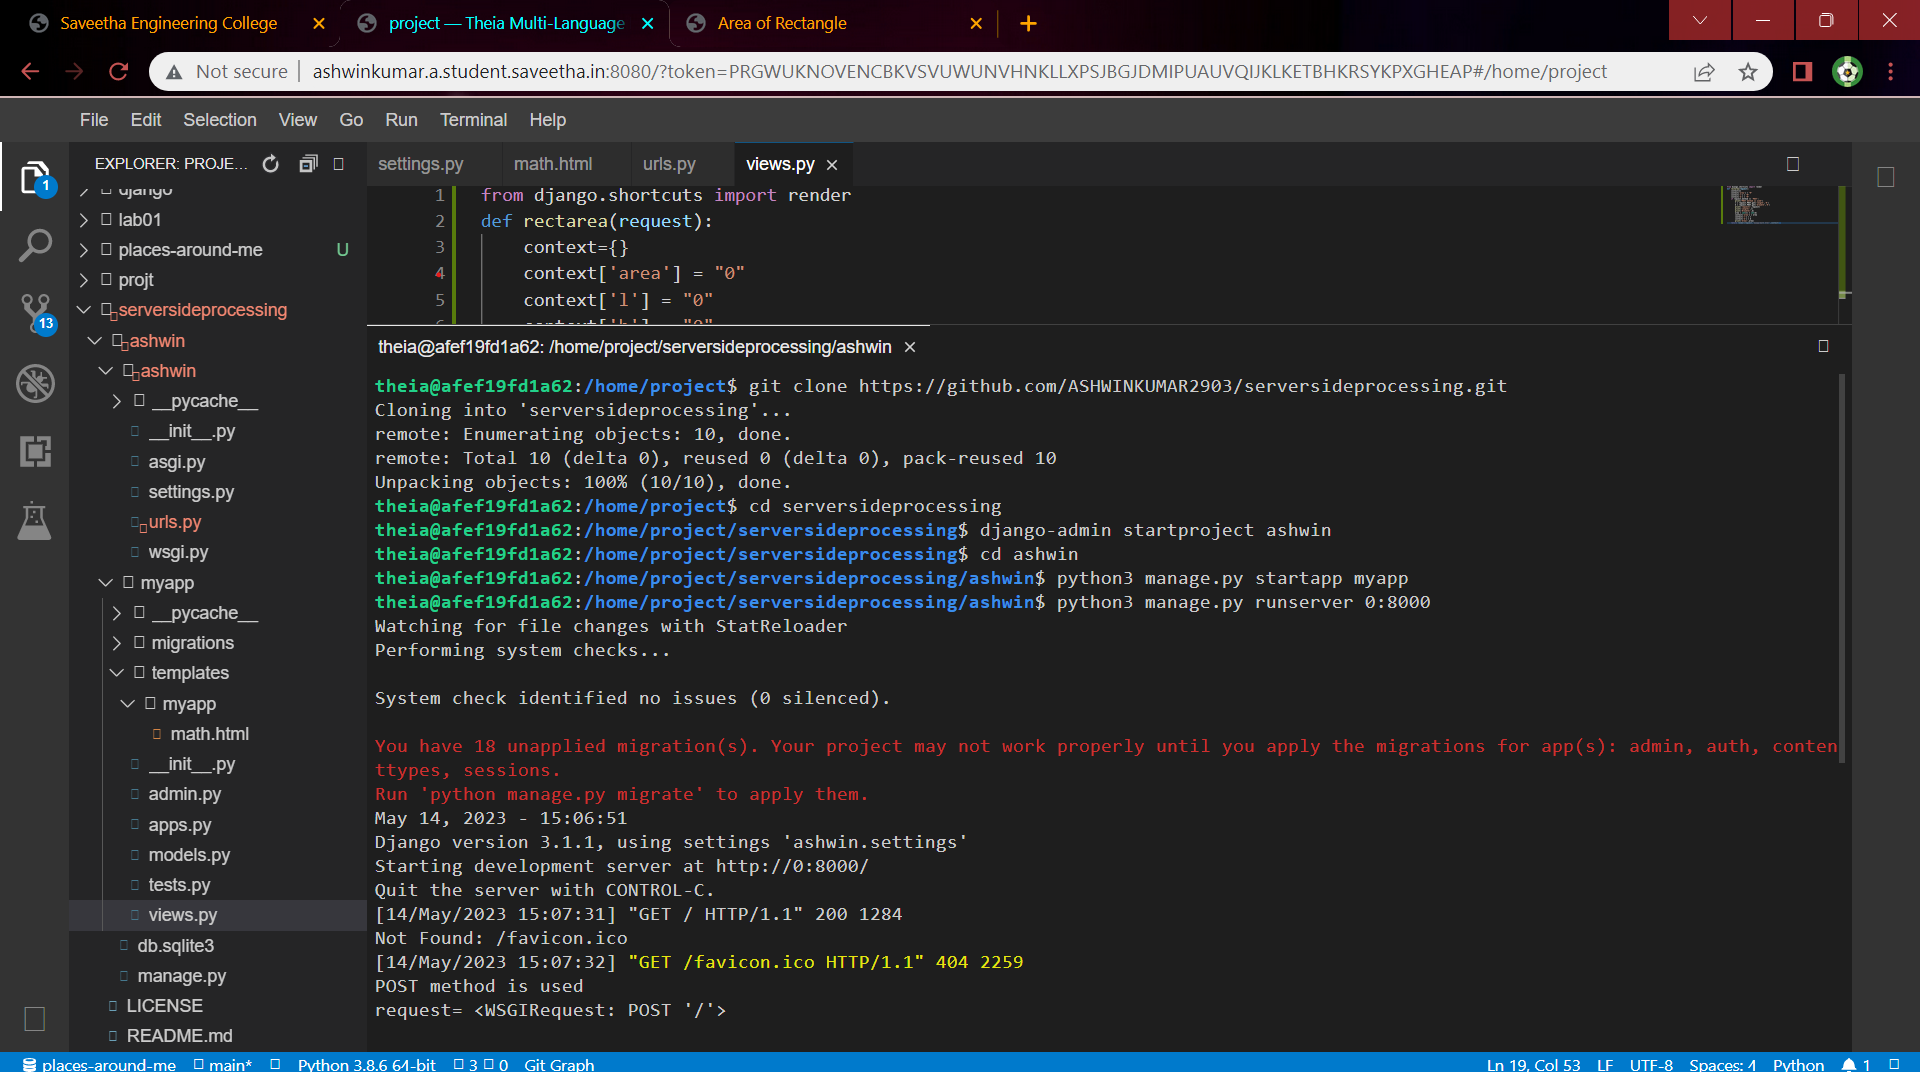 Saveetha Engineering College
project — Theia Multi-Language
Area of Rectangle
Not secure
ashwinkumar.a.student.saveetha.in:8080/?token=PRGWUKNOVENCBKVSVUWUNVHNKLLXPSJBGJDMIPUAUVQIJKLKETBHKRSYKPXGHEAP#/home/project
File Edit Selection View Go Run Terminal Help
EXPLORER: PROJE...
settings.py
math.html
urls.py
views.py
1 from django.shortcuts import render
2 def rectarea(request):
3 context={}
4 context['area'] = "0"
5 context['l'] = "0"
1
django
lab01
places-around-me U
projt
serversideprocessing
13
ashwin
ashwin
__pycache__
__init__.py
asgi.py
settings.py
urls.py
wsgi.py
myapp
__pycache__
migrations
templates
myapp
math.html
__init__.py
admin.py
apps.py
models.py
tests.py
views.py
db.sqlite3
manage.py
LICENSE
README.md
theia@afef19fd1a62: /home/project/serversideprocessing/ashwin
theia@afef19fd1a62:/home/project$ git clone https://github.com/ASHWINKUMAR2903/serversideprocessing.git
Cloning into 'serversideprocessing'...
remote: Enumerating objects: 10, done.
remote: Total 10 (delta 0), reused 0 (delta 0), pack-reused 10
Unpacking objects: 100% (10/10), done.
theia@afef19fd1a62:/home/project$ cd serversideprocessing
theia@afef19fd1a62:/home/project/serversideprocessing$ django-admin startproject ashwin
theia@afef19fd1a62:/home/project/serversideprocessing$ cd ashwin
theia@afef19fd1a62:/home/project/serversideprocessing/ashwin$ python3 manage.py startapp myapp
theia@afef19fd1a62:/home/project/serversideprocessing/ashwin$ python3 manage.py runserver 0:8000
Watching for file changes with StatReloader
Performing system checks...
System check identified no issues (0 silenced).
You have 18 unapplied migration(s). Your project may not work properly until you apply the migrations for app(s): admin, auth, conten
ttypes, sessions.
Run 'python manage.py migrate' to apply them.
May 14, 2023 - 15:06:51
Django version 3.1.1, using settings 'ashwin.settings'
Starting development server at http://0:8000/
Quit the server with CONTROL-C.
[14/May/2023 15:07:31] "GET / HTTP/1.1" 200 1284
Not Found: /favicon.ico
[14/May/2023 15:07:32] "GET /favicon.ico HTTP/1.1" 404 2259
POST method is used
request= <WSGIRequest: POST '/'>
places-around-me main* Python 3.8.6 64-bit 3 0 Git Graph Ln 19, Col 53 LF UTF-8 Spaces: 4 Python 1